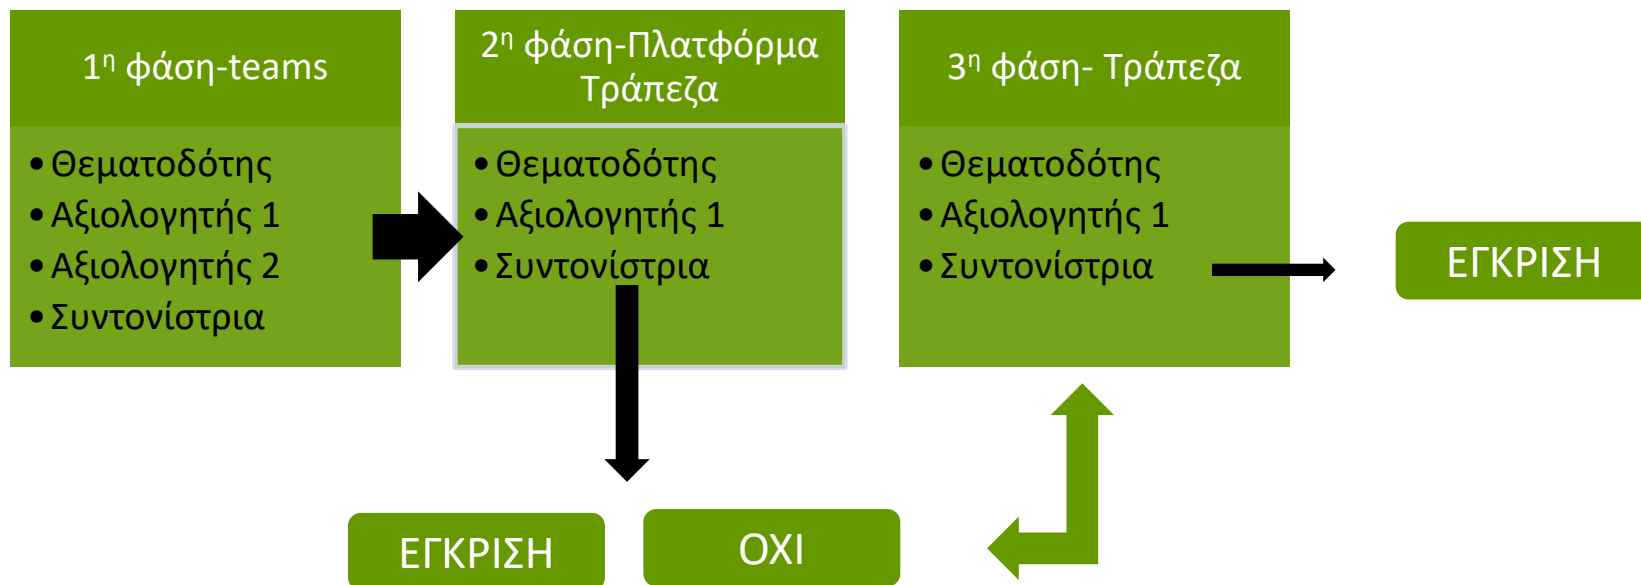 1η φάση-teams
• Θεματοδότης
• Αξιολογητής 1
• Αξιολογητής 2
• Συντονίστρια
2η φάση-Πλατφόρμα
Τράπεζα
• Θεματοδότης
• Αξιολογητής 1
• Συντονίστρια
3η φάση- Τράπεζα
• Θεματοδότης
• Αξιολογητής 1
• Συντονίστρια
ΕΓΚΡΙΣΗ
ΕΓΚΡΙΣΗ
ΟΧΙ